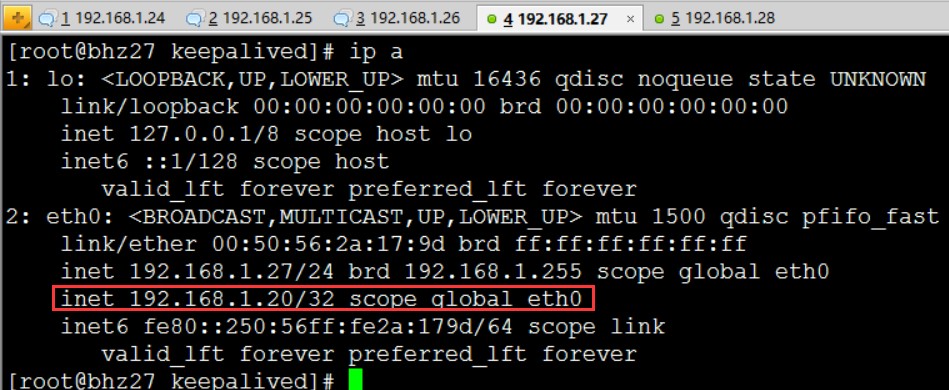 1 192.168.1.24 2 192.168.1.25 3 192.168.1.26 4 192.168.1.27 × 5 192.168.1.28
[root@bhz27 keepalived]# ip a
1: lo: <LOOPBACK,UP,LOWER_UP> mtu 16436 qdisc noqueue state UNKNOWN
    link/loopback 00:00:00:00:00:00 brd 00:00:00:00:00:00
    inet 127.0.0.1/8 scope host lo
    inet6 ::1/128 scope host
       valid_lft forever preferred_lft forever
2: eth0: <BROADCAST,MULTICAST,UP,LOWER_UP> mtu 1500 qdisc pfifo_fast
    link/ether 00:50:56:2a:17:9d brd ff:ff:ff:ff:ff:ff
    inet 192.168.1.27/24 brd 192.168.1.255 scope global eth0
    inet 192.168.1.20/32 scope global eth0
    inet6 fe80::250:56ff:fe2a:179d/64 scope link
       valid_lft forever preferred_lft forever
[root@bhz27 keepalived]#